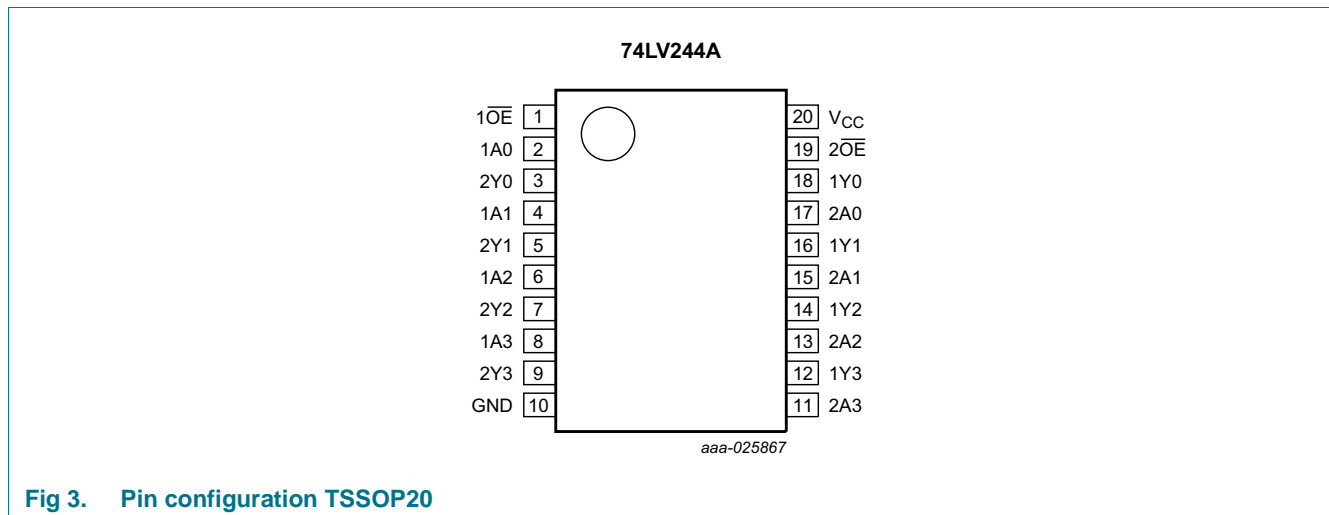 74LV244A
1O̅E̅ 1
1A0 2
2Y0 3
1A1 4
2Y1 5
1A2 6
2Y2 7
1A3 8
2Y3 9
GND 10
20 VCC
19 2O̅E̅
18 1Y0
17 2A0
16 1Y1
15 2A1
14 1Y2
13 2A2
12 1Y3
11 2A3
aaa-025867
Fig 3. Pin configuration TSSOP20